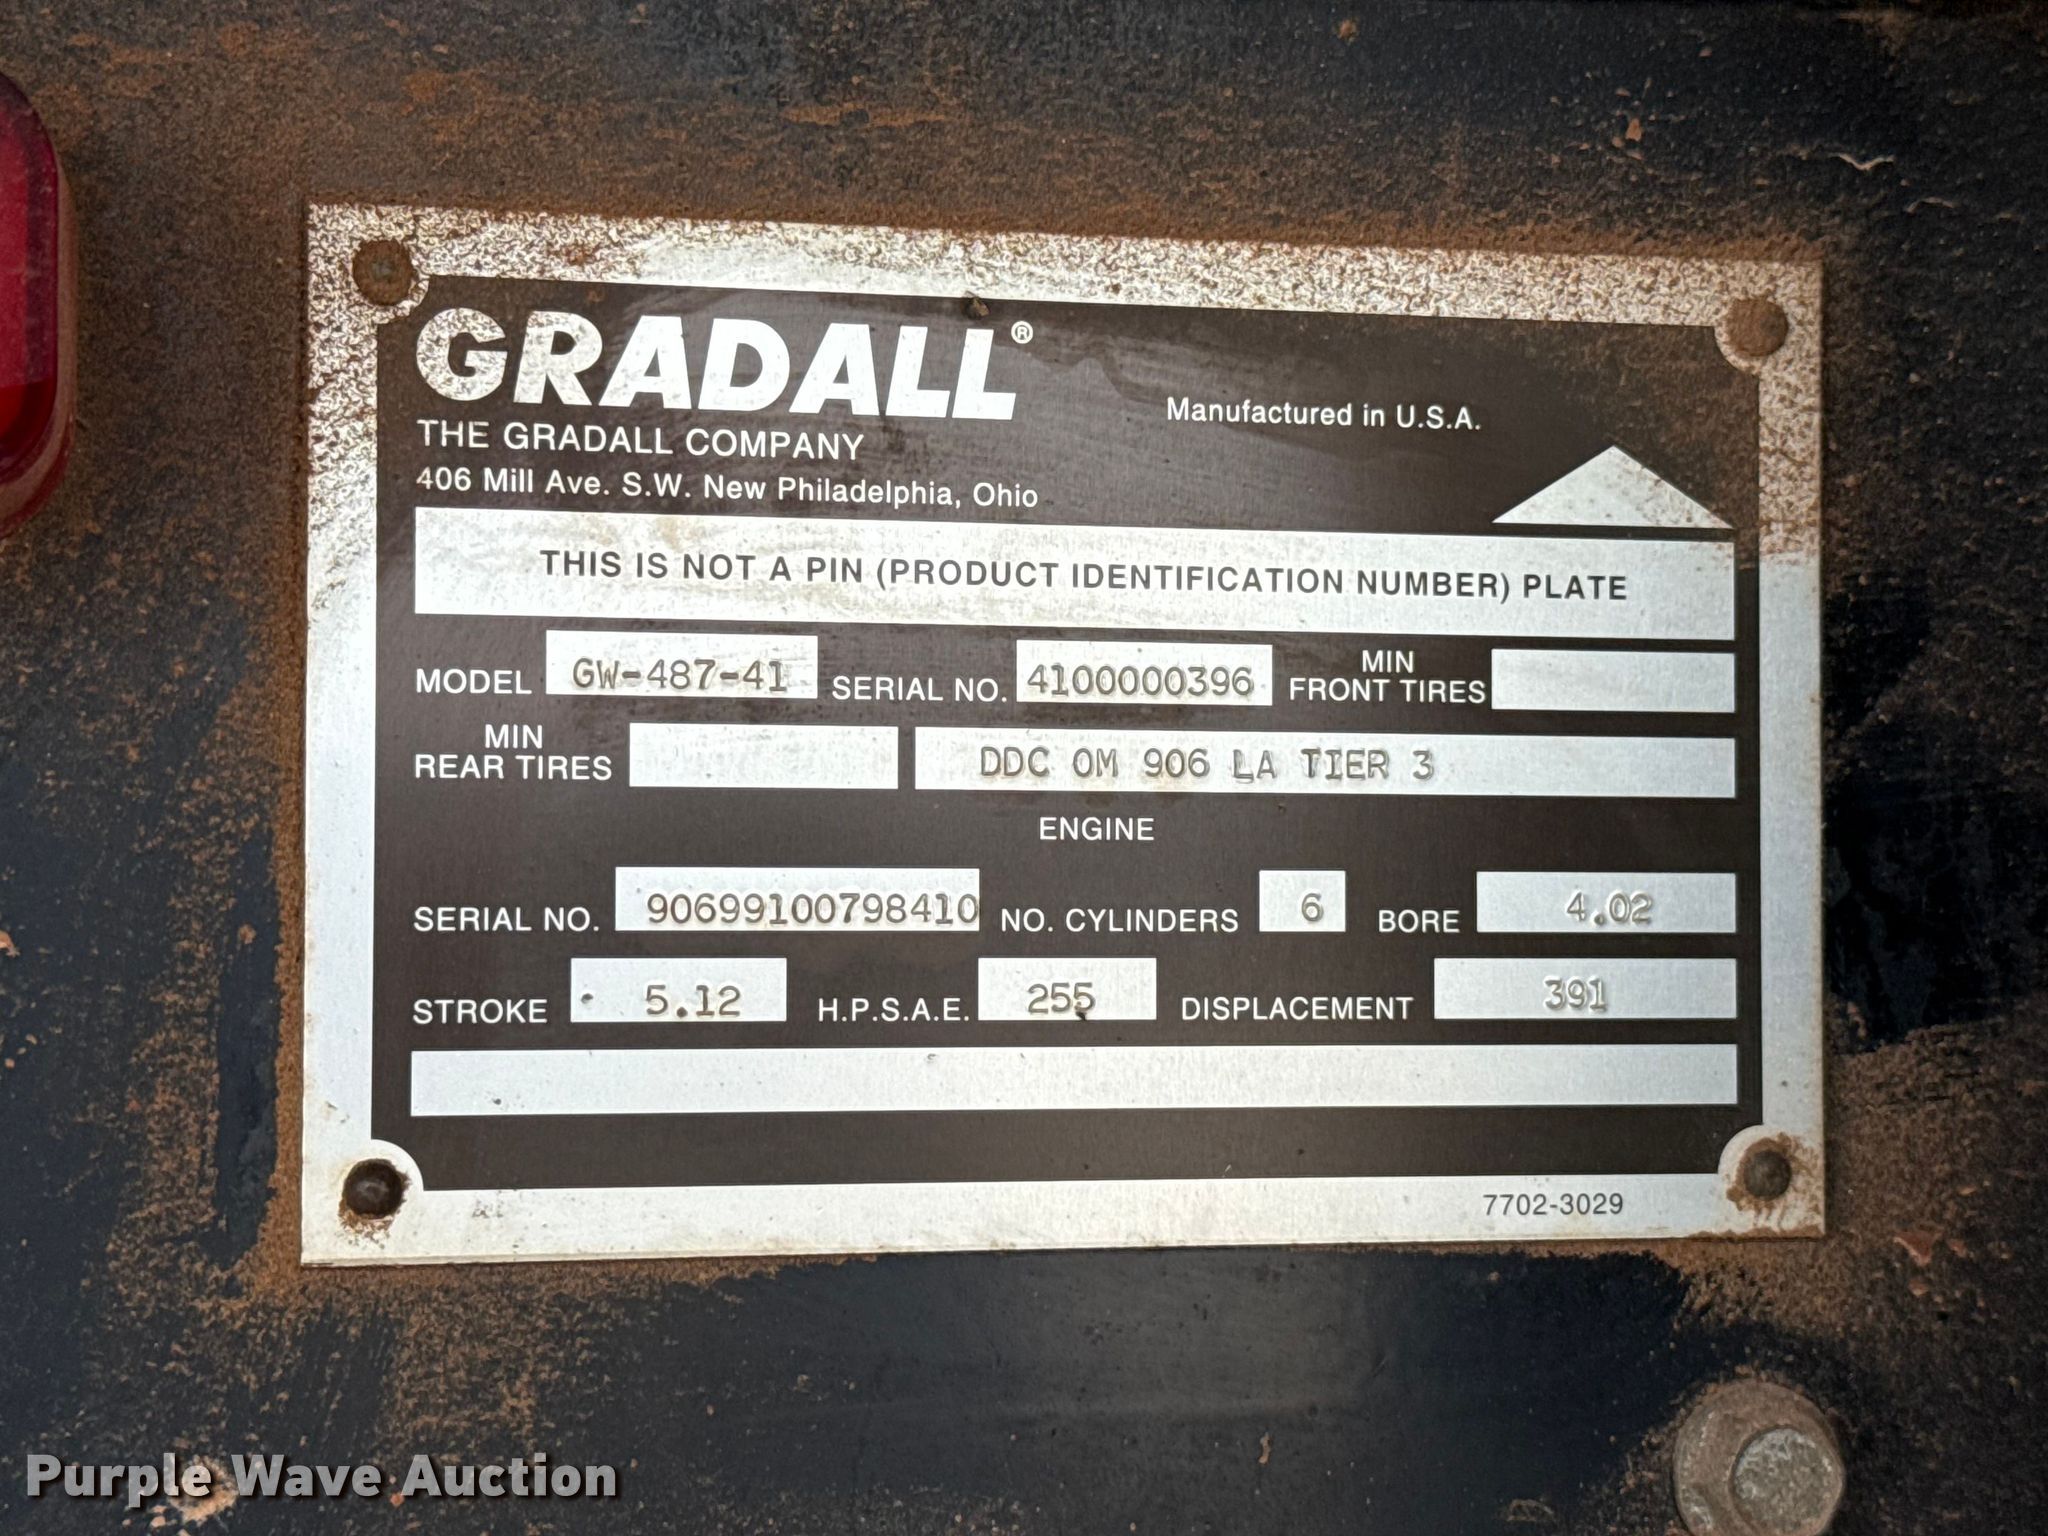 GRADALL®
Manufactured in U.S.A.
THE GRADALL COMPANY
406 Mill Ave. S.W. New Philadelphia, Ohio
THIS IS NOT A PIN (PRODUCT IDENTIFICATION NUMBER) PLATE
MODEL GW-487-41 SERIAL NO. 4100000396 MIN FRONT TIRES
MIN REAR TIRES DDC OM 906 LA TIER 3
ENGINE
SERIAL NO. 90699100798410 NO. CYLINDERS 6 BORE 4.02
STROKE 5.12 H.P.S.A.E. 255 DISPLACEMENT 391
7702-3029
Purple Wave Auction